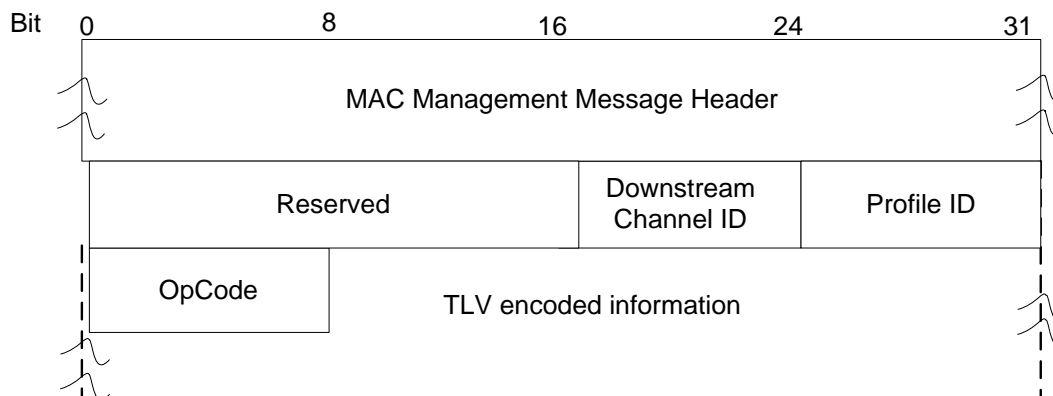 Bit 0 8 16 24 31
MAC Management Message Header
Reserved
Downstream
Channel ID
Profile ID
OpCode
TLV encoded information